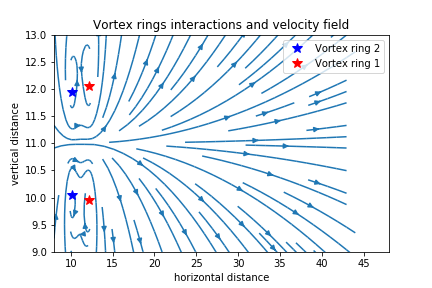 Vortex rings interactions and velocity field
Vortex ring 2
Vortex ring 1
vertical distance
13.0
12.5
12.0
11.5
11.0
10.5
10.0
9.5
9.0
10 15 20 25 30 35 40 45
horizontal distance